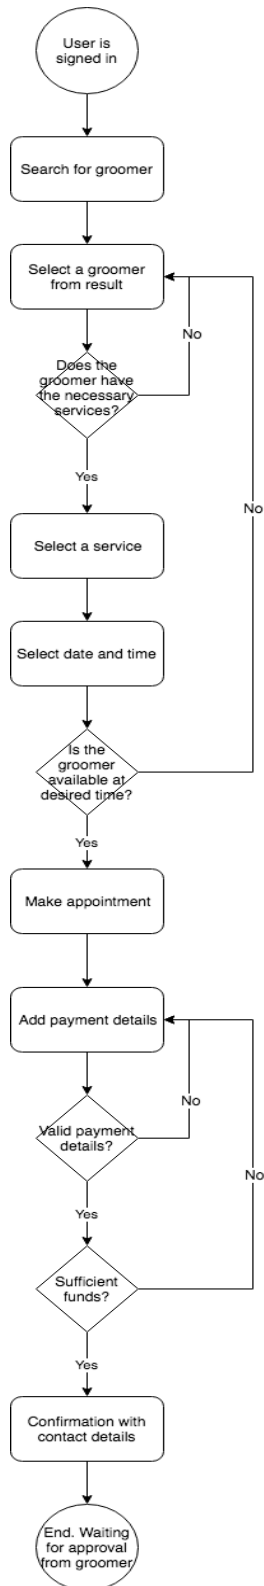 User is
signed in
Search for groomer
Select a groomer
from result
No
Does the
groomer have
the necessary
services?
Yes
No
Select a service
Select date and time
Is the
groomer
available at
desired time?
Yes
Make appointment
Add payment details
No
Valid payment
details?
No
Yes
Sufficient
funds?
Yes
Confirmation with
contact details
End. Waiting
for approval
from groomer